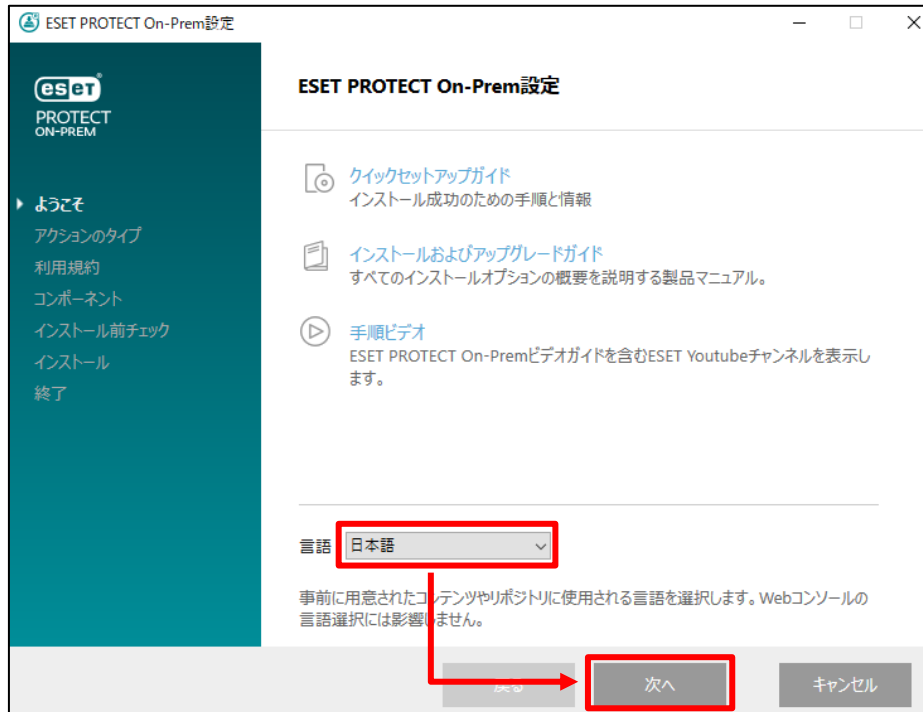 ESET PROTECT On-Prem設定
eset
PROTECT
ON-PREM
ようこそ
アクションのタイプ
利用規約
コンポーネント
インストール前チェック
インストール
終了
ESET PROTECT On-Prem設定
クイックセットアップガイド
インストール成功のための手順と情報
インストールおよびアップグレードガイド
すべてのインストールオプションの概要を説明する製品マニュアル。
手順ビデオ
ESET PROTECT On-Premビデオガイドを含むESET Youtubeチャンネルを表示し
ます。
言語 日本語
事前に用意されたコンテンツやリポジトリに使用される言語を選択します。Webコンソールの
言語選択には影響しません。
戻る 次へ キャンセル